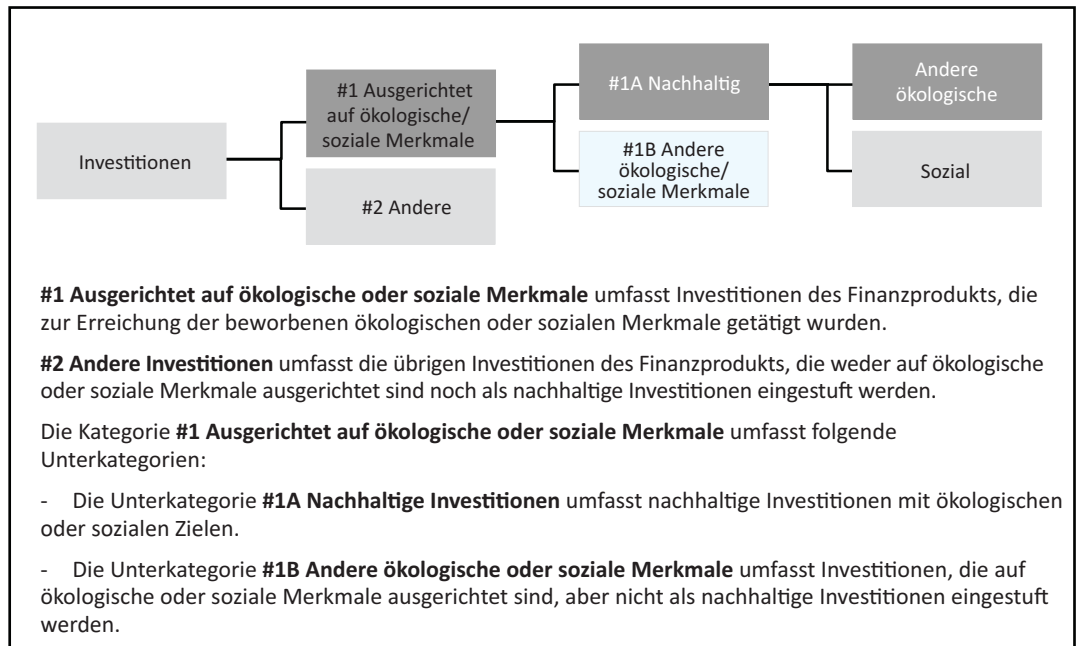 Investitionen
#1 Ausgerichtet
auf ökologische/
soziale Merkmale
#2 Andere
#1A Nachhaltig
#1B Andere
ökologische/
soziale Merkmale
Andere
ökologische
Sozial
#1 Ausgerichtet auf ökologische oder soziale Merkmale umfasst Investitionen des Finanzprodukts, die
zur Erreichung der beworbenen ökologischen oder sozialen Merkmale getätigt wurden.
#2 Andere Investitionen umfasst die übrigen Investitionen des Finanzprodukts, die weder auf ökologische
oder soziale Merkmale ausgerichtet sind noch als nachhaltige Investitionen eingestuft werden.
Die Kategorie #1 Ausgerichtet auf ökologische oder soziale Merkmale umfasst folgende
Unterkategorien:
- Die Unterkategorie #1A Nachhaltige Investitionen umfasst nachhaltige Investitionen mit ökologischen
oder sozialen Zielen.
- Die Unterkategorie #1B Andere ökologische oder soziale Merkmale umfasst Investitionen, die auf
ökologische oder soziale Merkmale ausgerichtet sind, aber nicht als nachhaltige Investitionen eingestuft
werden.